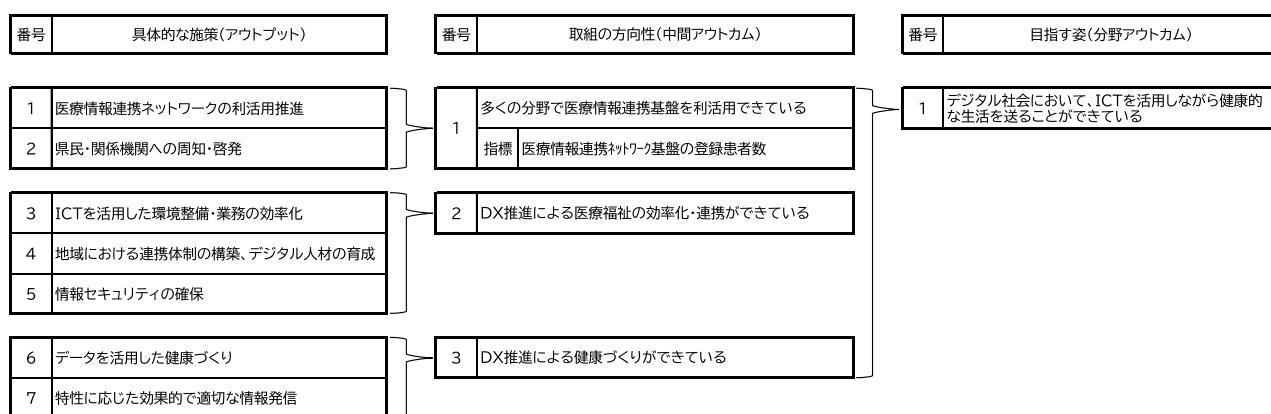 番号 具体的な施策(アウトプット)
番号 取組の方向性(中間アウトカム)
番号 目指す姿(分野アウトカム)
1 医療情報連携ネットワークの利活用推進
2 県民・関係機関への周知・啓発
3 ICTを活用した環境整備・業務の効率化
4 地域における連携体制の構築、デジタル人材の育成
5 情報セキュリティの確保
6 データを活用した健康づくり
7 特性に応じた効果的で適切な情報発信
1 多くの分野で医療情報連携基盤を利活用できている
指標 医療情報連携ﾈｯﾄﾜｰｸ基盤の登録患者数
2 DX推進による医療福祉の効率化・連携ができている
3 DX推進による健康づくりができている
1 デジタル社会において、ICTを活用しながら健康的
な生活を送ることができている